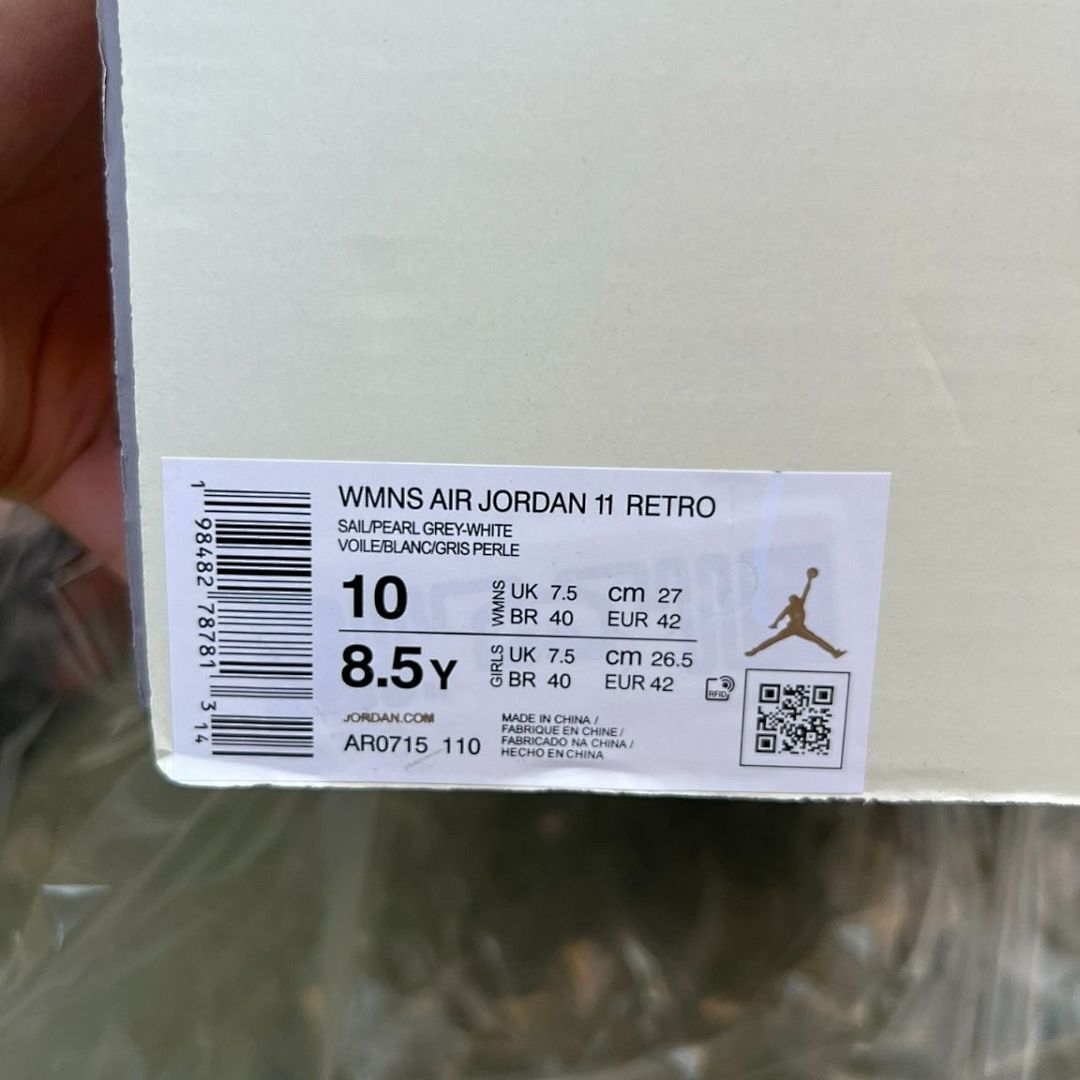 WMNS AIR JORDAN 11 RETRO
SAIL/PEARL GREY-WHITE
VOILE/BLANC/GRIS PERLE
10 WMNS UK 7.5 cm 27
BR 40 EUR 42
8.5Y GIRLS UK 7.5 cm 26.5
BR 40 EUR 42
RFID
JORDAN.COM
AR0715 110
MADE IN CHINA /
FABRIQUE EN CHINE /
FABRICADO NA CHINA /
HECHO EN CHINA
1 98482 78781 3 14